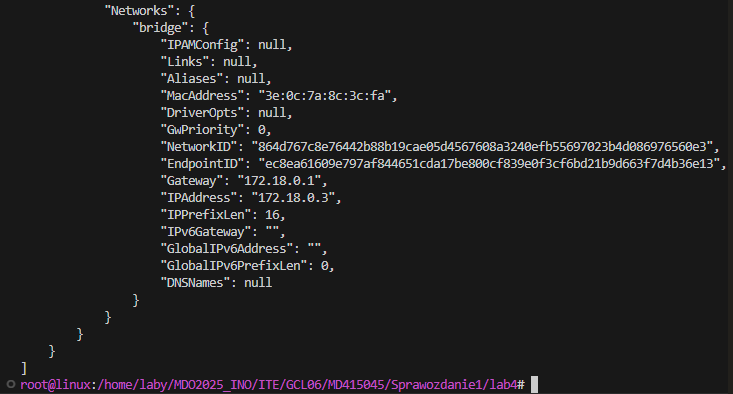 "Networks": {
"bridge": {
"IPAMConfig": null,
"Links": null,
"Aliases": null,
"MacAddress": "3e:0c:7a:8c:3c:fa",
"DriverOpts": null,
"GwPriority": 0,
"NetworkID": "864d767c8e76442b88b19cae05d4567608a3240efb55697023b4d086976560e3",
"EndpointID": "ec8ea61609e797af844651cda17be800cf839e0f3cf6bd21b9d663f7d4b36e13",
"Gateway": "172.18.0.1",
"IPAddress": "172.18.0.3",
"IPPrefixLen": 16,
"IPv6Gateway": "",
"GlobalIPv6Address": "",
"GlobalIPv6PrefixLen": 0,
"DNSNames": null
}
}
}
}
]
root@linux:/home/laby/MDO2025_INO/ITE/GCL06/MD415045/Sprawozdanie1/lab4#